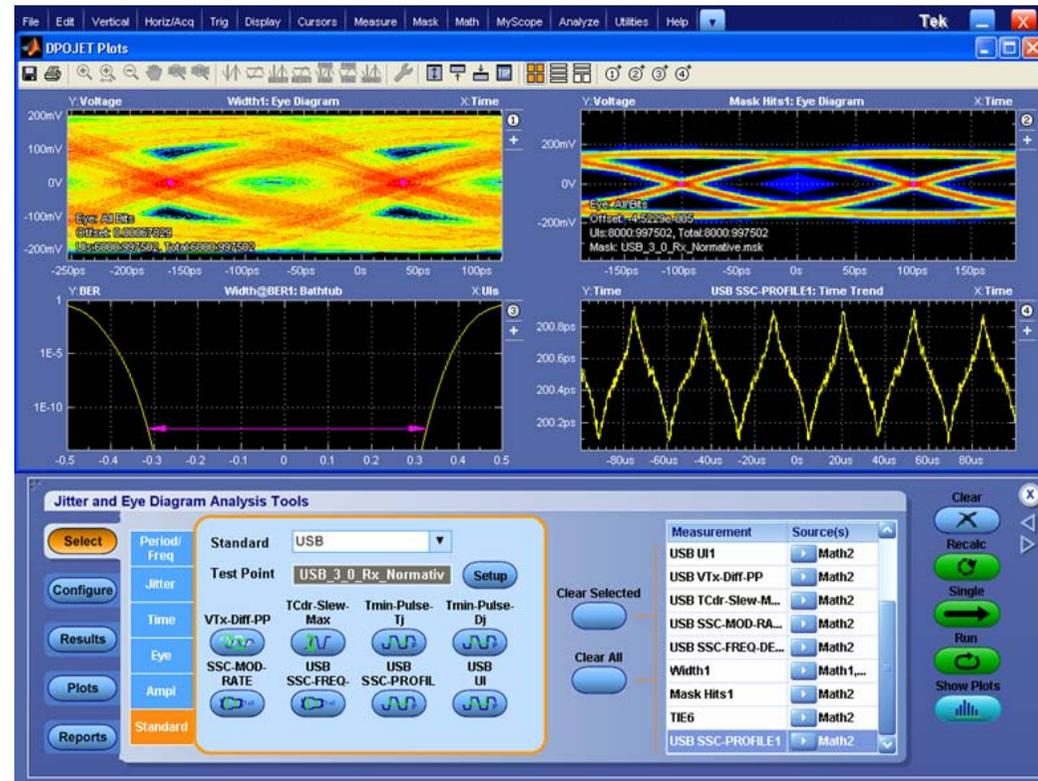 File Edit Vertical Horiz/Acq Trig Display Cursors Measure Mask Math MyScope Analyze Utilities Help Tek X
DPOJET Plots
Y:Voltage Width1: Eye Diagram X:Time
200mV
100mV
0V
-100mV
-200mV
Eye: All Bits
UIs:6000:997502, Total:6000:997502
-250ps -200ps -150ps -100ps -50ps 0s 50ps 100ps
1
+
Y:Voltage Mask Hits1: Eye Diagram X:Time
200mV
0V
-200mV
Eye: All Bits
Offset: -4.5229e-005
UIs:8000:997502, Total:8000:997502
Mask: USB_3_0_Rx_Normative.msk
-150ps -100ps -50ps 0s 50ps 100ps 150ps
2
+
Y:BER Width@BER1: Bathtub X:UIs
1
1E-5
1E-10
-0.5 -0.4 -0.3 -0.2 -0.1 0 0.1 0.2 0.3 0.4 0.5
3
+
Y:Time USB SSC-PROFILE1: Time Trend X:Time
200.8ps
200.6ps
200.4ps
200.2ps
-80us -60us -40us -20us 0s 20us 40us 60us 80us
4
+
Jitter and Eye Diagram Analysis Tools
Select
Configure
Results
Plots
Reports
Period/
Freq
Jitter
Time
Eye
Ampl
Standard
Standard USB
Test Point USB_3_0_Rx_Normativ Setup
VTx-Diff-PP
TCdr-Slew-
Max
Tmin-Pulse-
Tj
Tmin-Pulse-
Dj
SSC-MOD-
RATE
USB
SSC-FREQ-
USB
SSC-PROFIL
USB
UI
Clear Selected
Clear All
Measurement Source(s)
USB UI1 Math2
USB VTx-Diff-PP Math2
USB TCdr-Slew-M... Math2
USB SSC-MOD-RA... Math2
USB SSC-FREQ-DE... Math2
Width1 Math1,...
Mask Hits1 Math2
TIE6 Math2
USB SSC-PROFILE1 Math2
Clear
X
Recalc
Single
Run
Show Plots